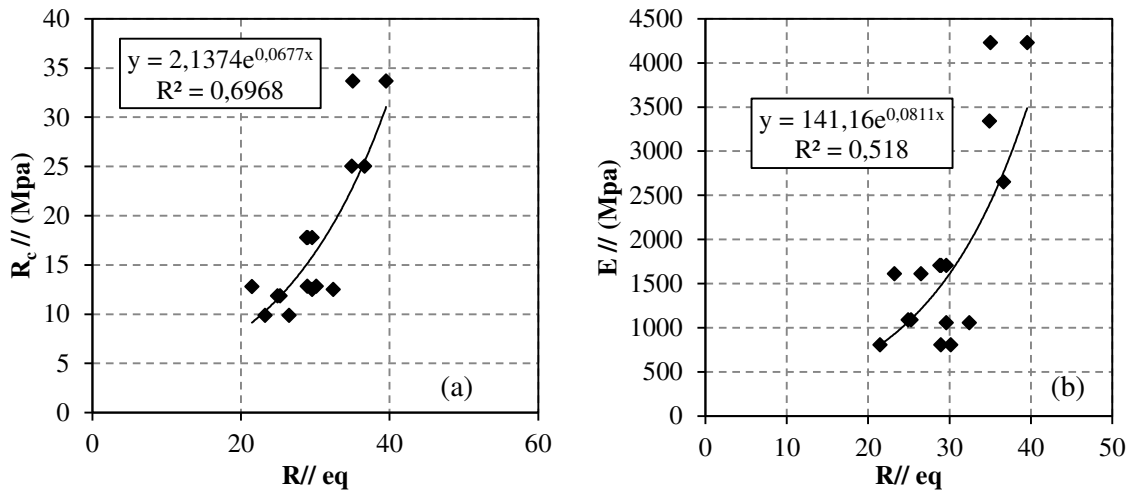 40
35
30
25
20
15
10
5
0
R_c // (Mpa)
y = 2,1374e^0,0677x
R² = 0,6968
(a)
0 20 40 60
R// eq
4500
4000
3500
3000
2500
2000
1500
1000
500
0
E // (Mpa)
y = 141,16e^0,0811x
R² = 0,518
(b)
0 10 20 30 40 50
R// eq